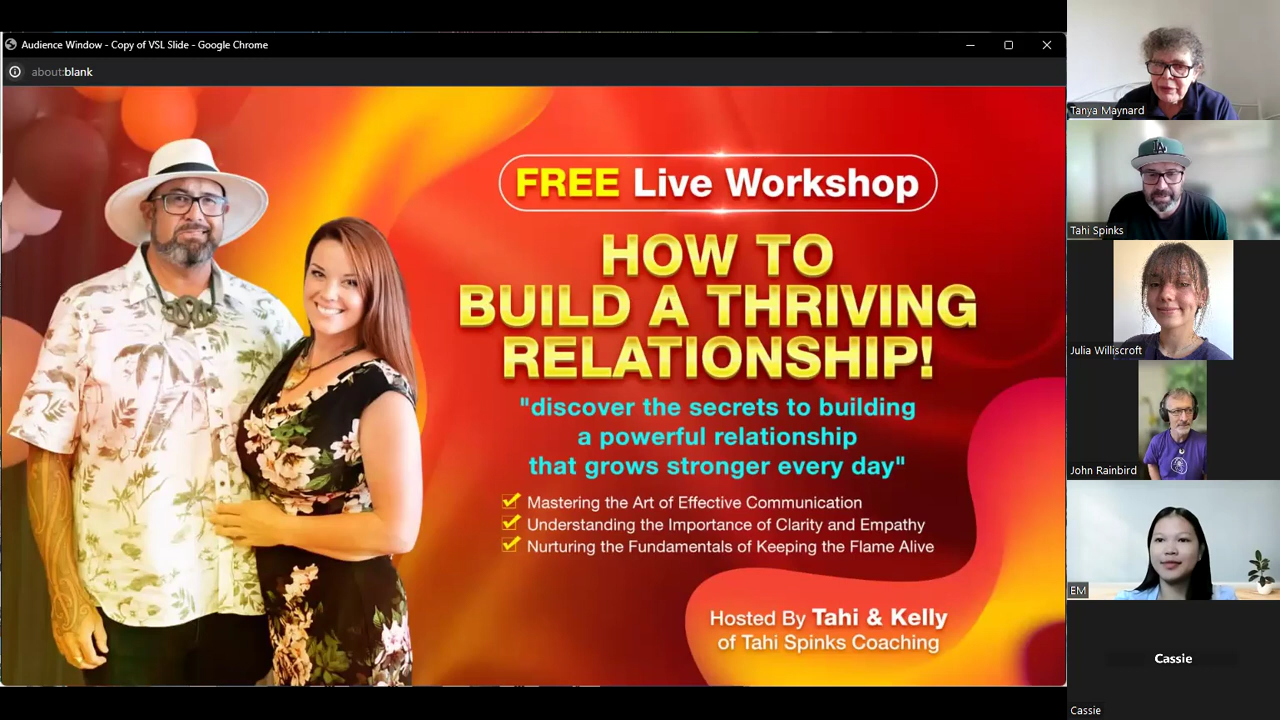 Audience Window - Copy of VSL Slide - Google Chrome
about:blank
FREE Live Workshop
HOW TO
BUILD A THRIVING
RELATIONSHIP!
"discover the secrets to building
a powerful relationship
that grows stronger every day"
Mastering the Art of Effective Communication
Understanding the Importance of Clarity and Empathy
Nurturing the Fundamentals of Keeping the Flame Alive
Hosted By Tahi & Kelly
of Tahi Spinks Coaching
Tanya Maynard
LA
Tahi Spinks
Julia Williscroft
John Rainbird
EM
Cassie
Cassie